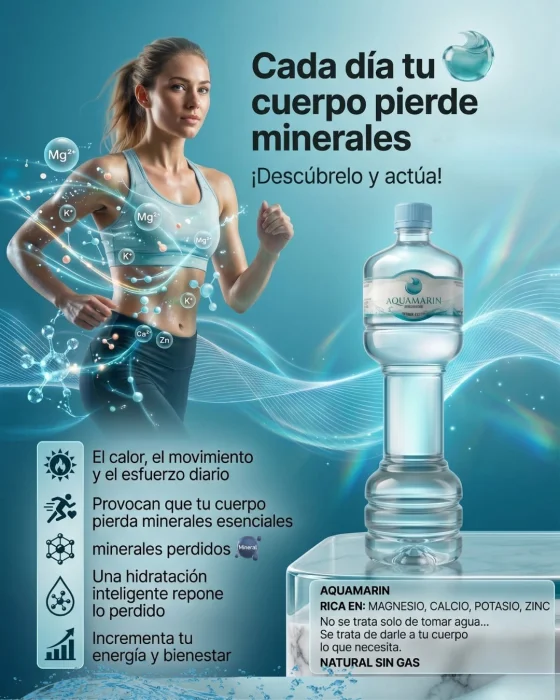 Cada día tu
cuerpo pierde
minerales
¡Descúbrelo y actúa!
Mg²⁺
K⁺
Mg²⁺
Mg²⁺
K⁺
K⁺
Ca²⁺
Zn
AQUAMARIN
El calor, el movimiento
y el esfuerzo diario
Provocan que tu cuerpo
pierda minerales esenciales
minerales perdidos
Mineral
Una hidratación
inteligente repone
lo perdido
Incrementa tu
energía y bienestar
AQUAMARIN
RICA EN: MAGNESIO, CALCIO, POTASIO, ZINC
No se trata solo de tomar agua...
Se trata de darle a tu cuerpo
lo que necesita.
NATURAL SIN GAS